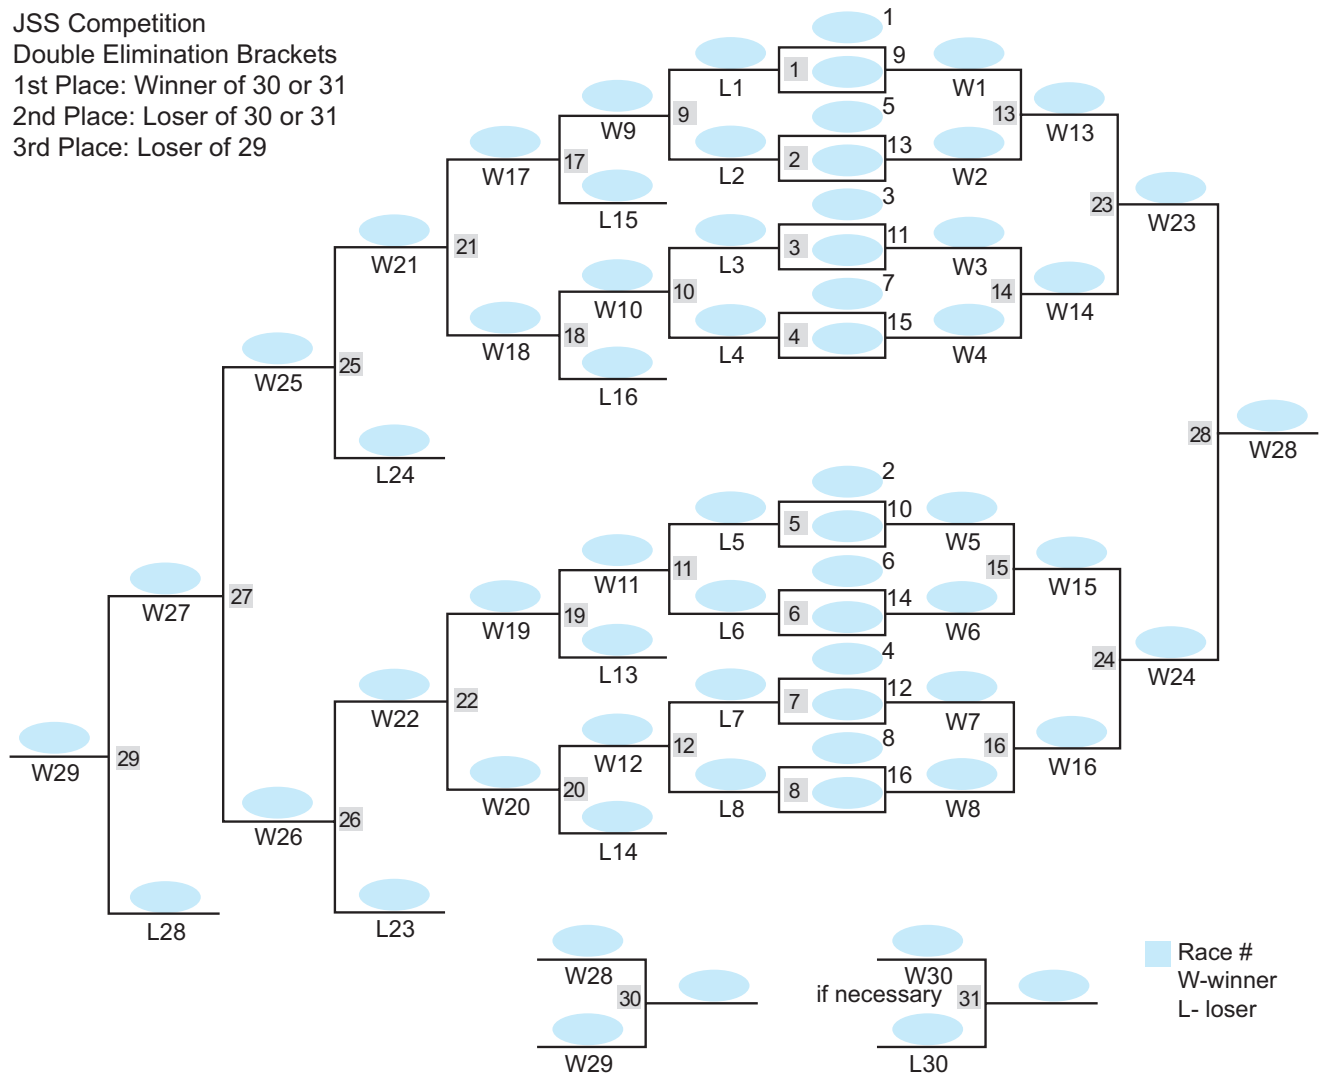 JSS Competition
Double Elimination Brackets
1st Place: Winner of 30 or 31
2nd Place: Loser of 30 or 31
3rd Place: Loser of 29
1
1
9
L1
W1
9
13
W9
W13
5
2
13
L2
W2
W17
17
L15
3
23
W23
3
11
L3
W3
W21
21
W10
10
14
W14
7
4
15
L4
W4
W18
18
L16
W25
25
L24
28
W28
2
5
10
L5
W5
W11
11
15
W15
6
6
14
L6
W6
W27
27
W19
19
L13
4
24
W24
7
12
L7
W7
W22
22
W12
12
16
W16
8
8
16
L8
W8
W29
29
W20
20
L14
W26
26
L28
L23
W28
30
W29
W30
if necessary
31
L30
Race #
W-winner
L- loser